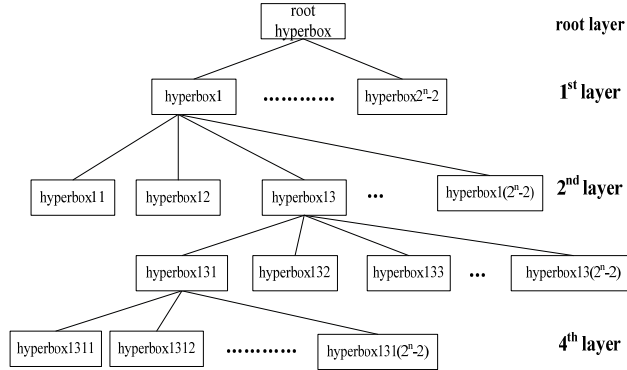 root
hyperbox
root layer
hyperbox1
…………
hyperbox2ⁿ-2
1ˢᵗ layer
hyperbox11
hyperbox12
hyperbox13
...
hyperbox1(2ⁿ-2)
2ⁿᵈ layer
hyperbox131
hyperbox132
hyperbox133
...
hyperbox13(2ⁿ-2)
hyperbox1311
hyperbox1312
…………
hyperbox131(2ⁿ-2)
4ᵗʰ layer